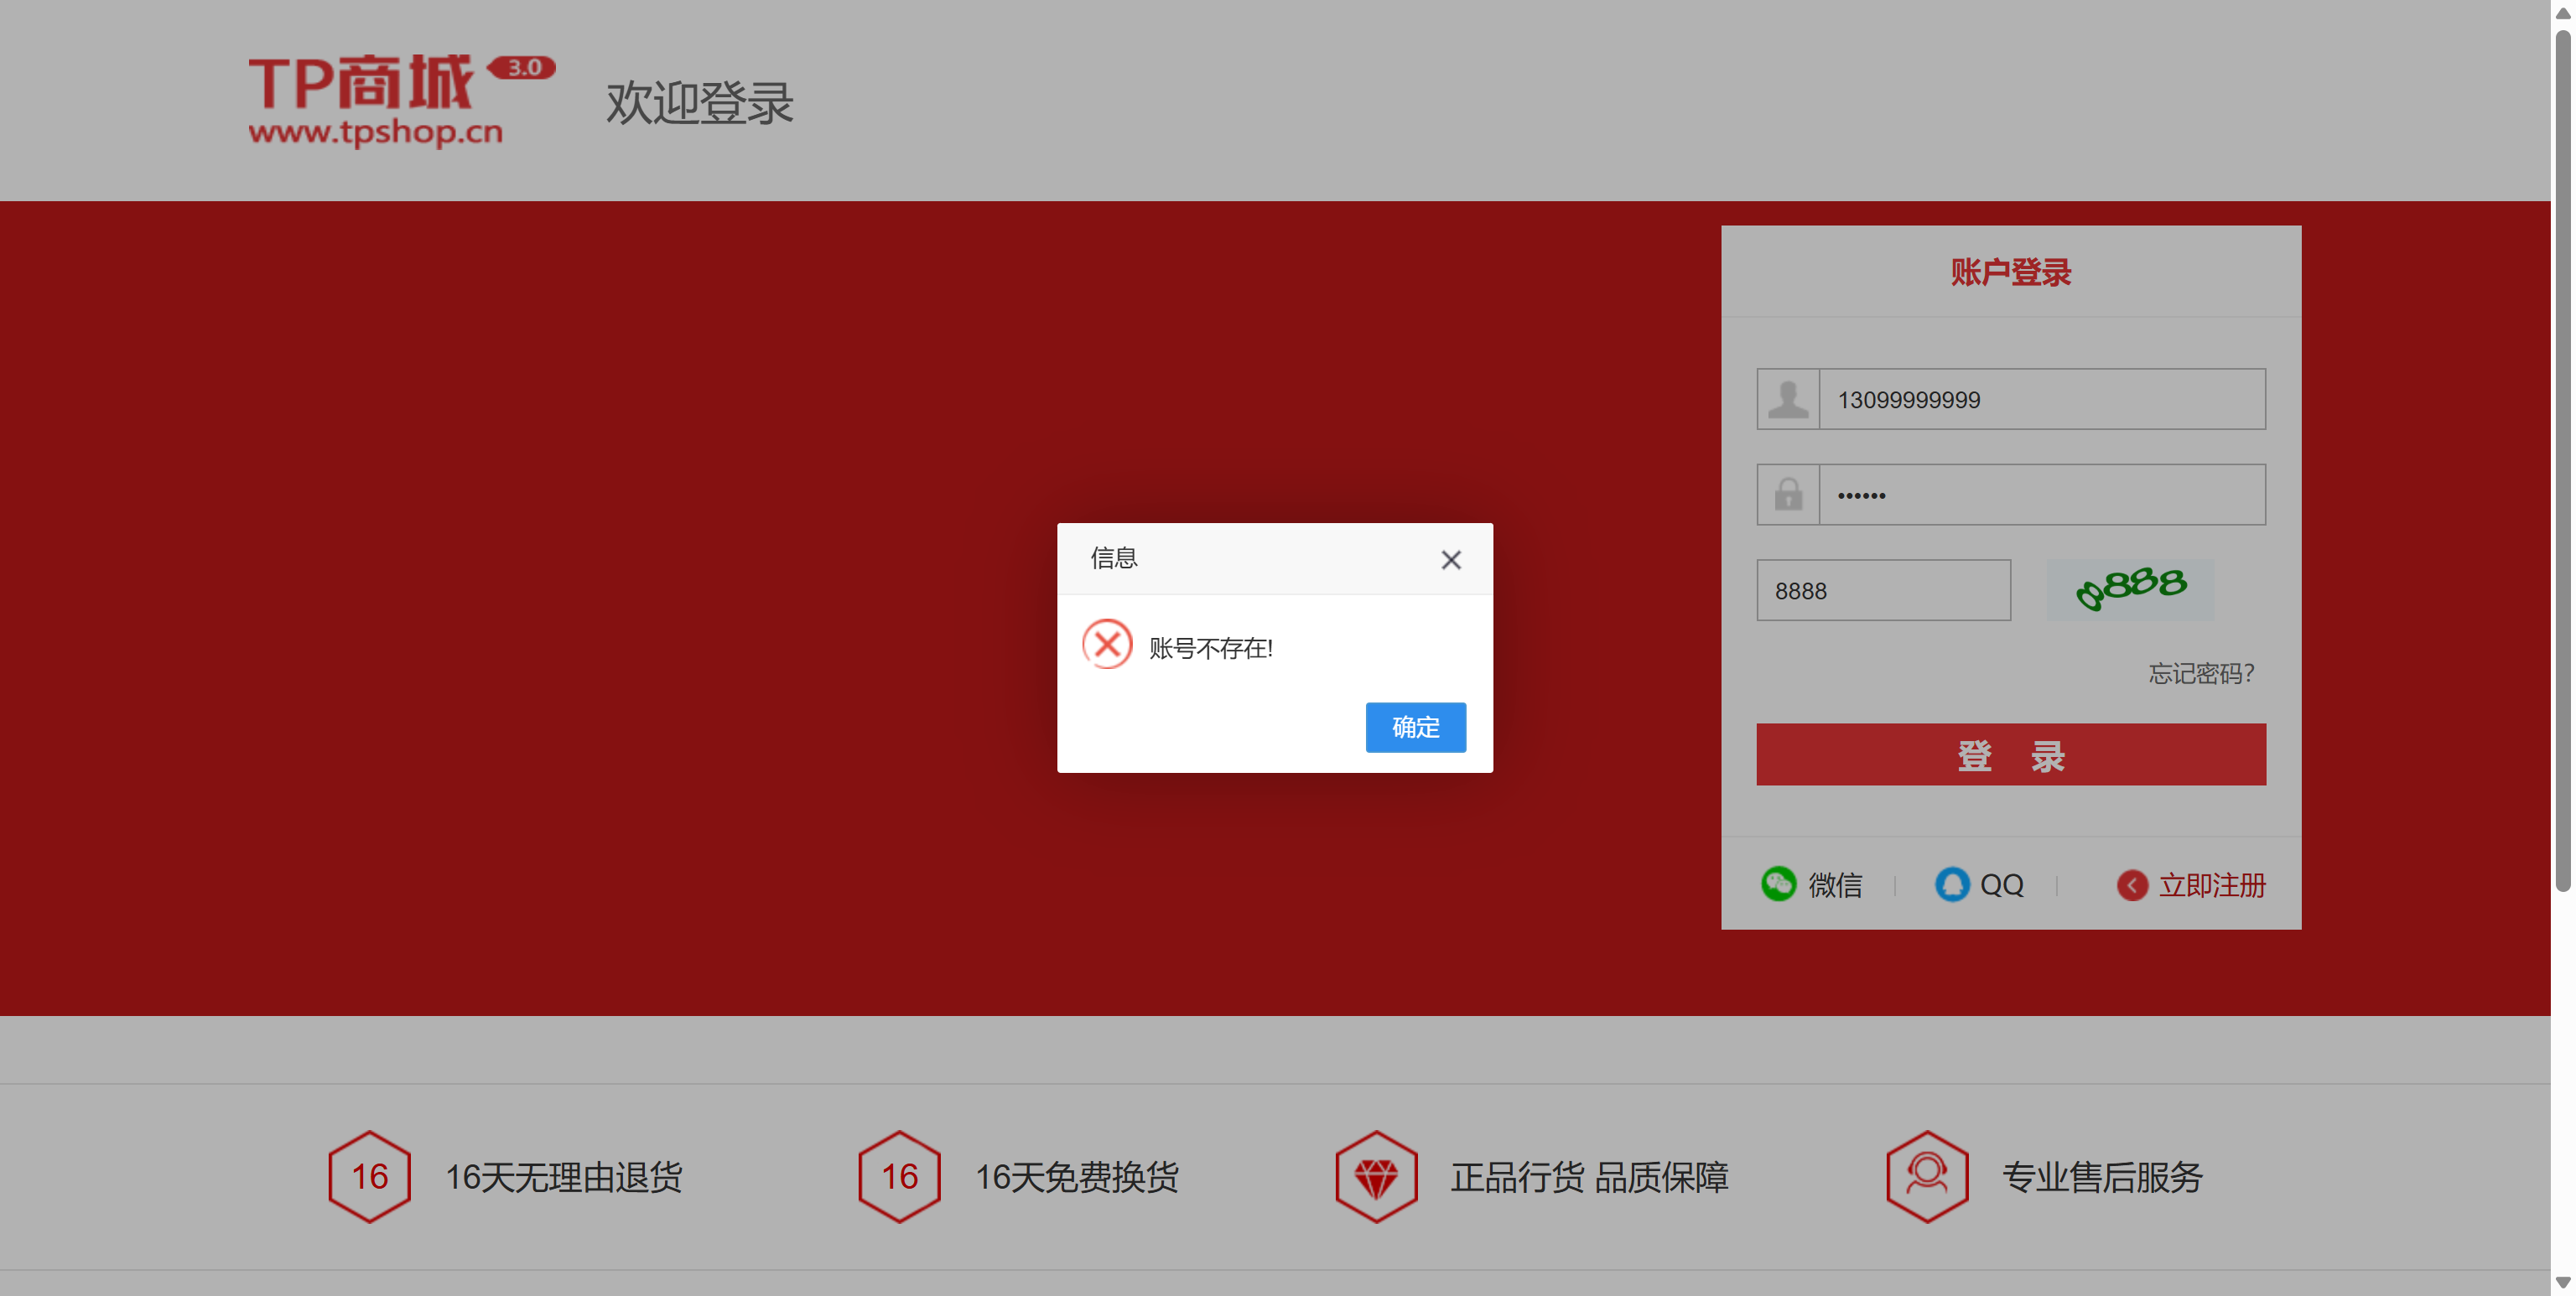 TP商城 3.0
www.tpshop.cn
欢迎登录
账户登录
13099999999
••••••
8888
8888
忘记密码?
登 录
微信
QQ
立即注册
信息
账号不存在!
确定
16 16天无理由退货
16 16天免费换货
正品行货 品质保障
专业售后服务